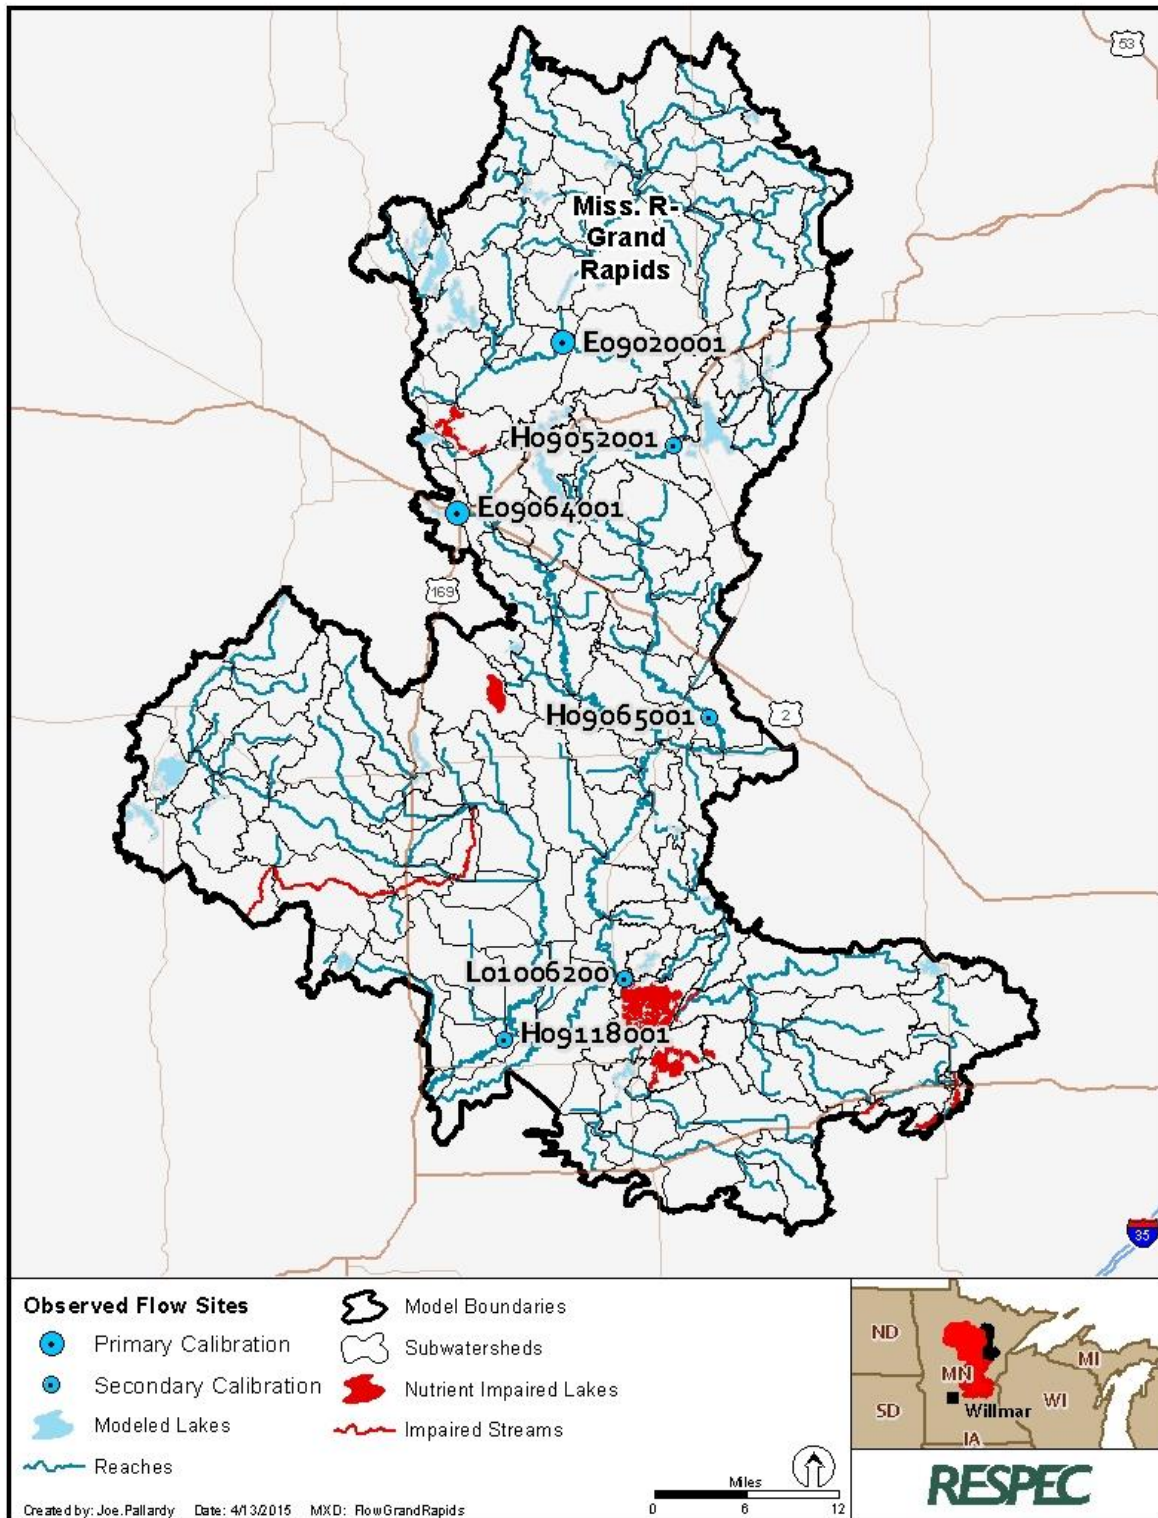 53
Miss. R-
Grand
Rapids
E09020001
H09052001
E09064001
169
H09065001
2
L01006200
H09118001
35
Observed Flow Sites
Primary Calibration
Secondary Calibration
Modeled Lakes
Reaches
Model Boundaries
Subwatersheds
Nutrient Impaired Lakes
Impaired Streams
Miles
0 6 12
Created by: Joe.Pallardy Date: 4/13/2015 MXD: FlowGrandRapids
ND
MN
MI
SD
WI
Willmar
IA
RESPEC